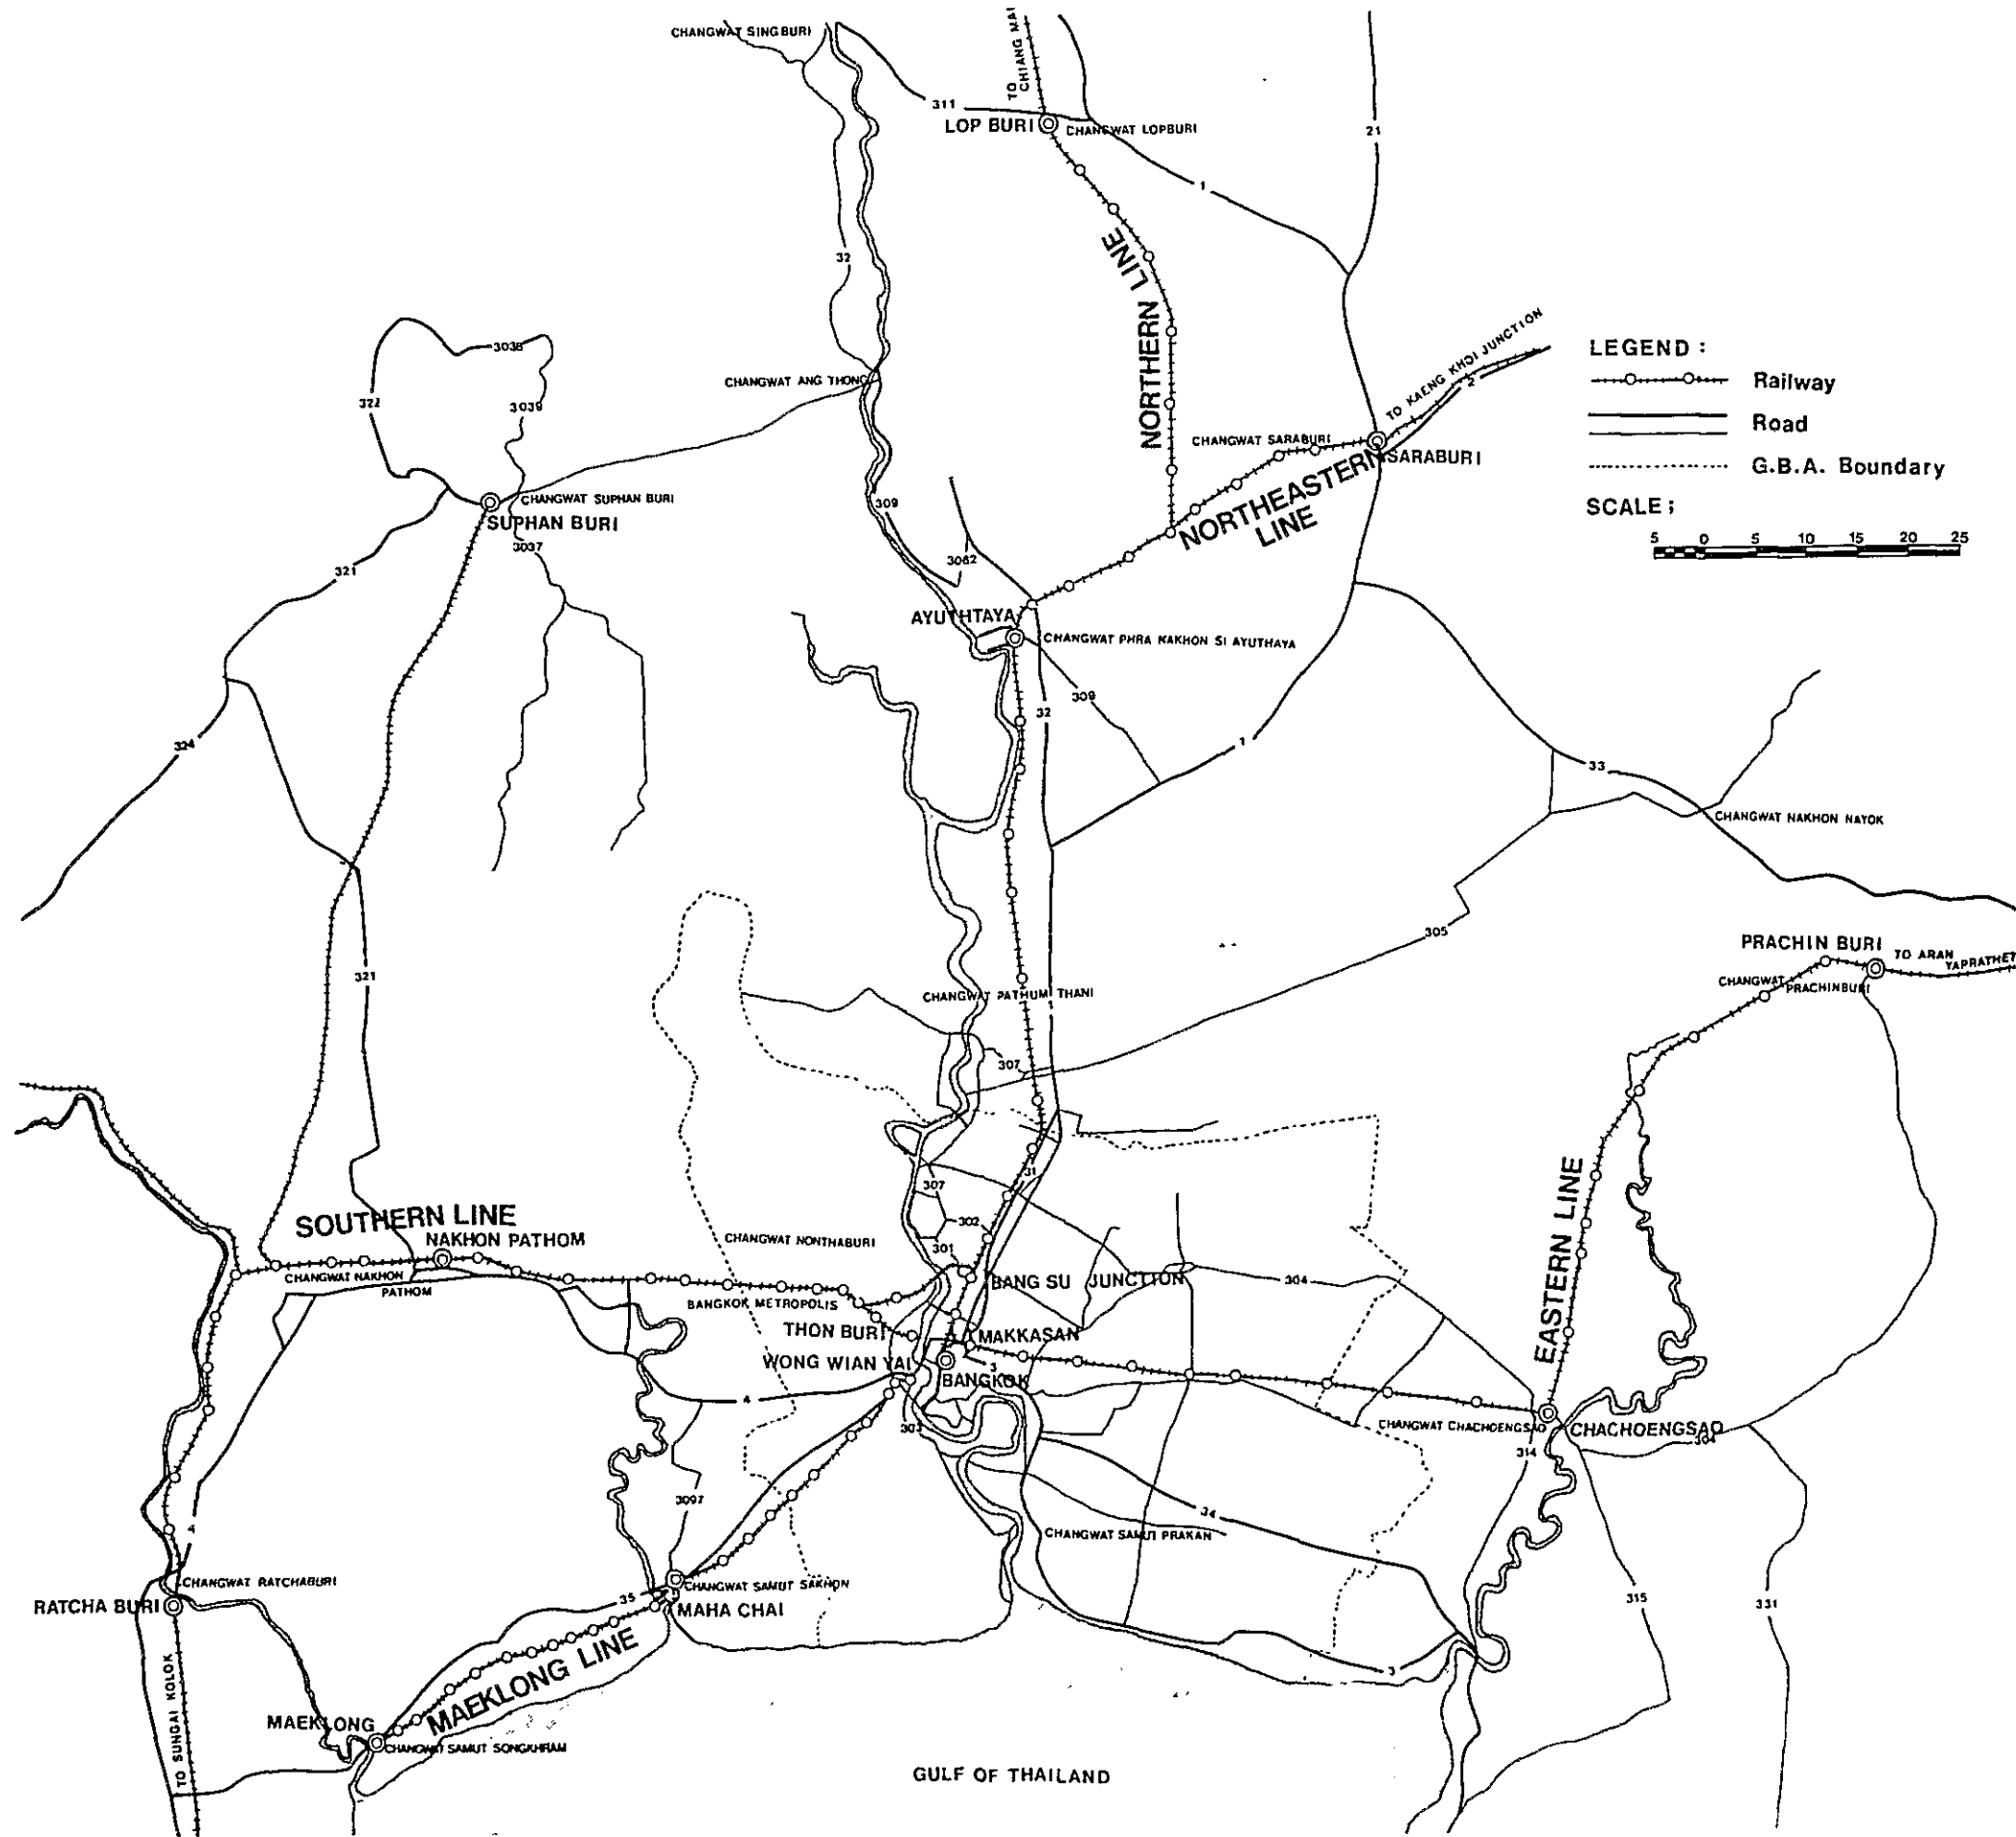 CHANGWAT SINGBURI
TO CHIANG MAI
311
LOP BURI
CHANGWAT LOPBURI
21
1
32
NORTHERN LINE
NORTHERN LINE
TO KAENG KHOI JUNCTION
2
LEGEND :
Railway
Road
G.B.A. Boundary
SCALE ;
5 0 5 10 15 20 25
3038
322
3039
CHANGWAT ANG THONG
CHANGWAT SARABURI
SARABURI
NORTHEASTERN
LINE
CHANGWAT SUPHAN BURI
SUPHAN BURI
3037
309
3062
321
AYUTHTAYA
CHANGWAT PHRA NAKHON SI AYUTHAYA
309
32
324
1
33
CHANGWAT NAKHON NAYOK
305
PRACHIN BURI
TO ARAN
YAPRATHET
CHANGWAT
PRACHINBURI
321
CHANGWAT PATHUM THANI
307
31
307
302
301
SOUTHERN LINE
NAKHON PATHOM
CHANGWAT NONTHABURI
CHANGWAT NAKHON
PATHOM
BANGKOK METROPOLIS
BANG SU JUNCTION
304
EASTERN LINE
THON BURI
MAKKASAN
WONG WIAN YAI
3
BANGKOK
4
303
CHANGWAT CHACHOENGSAO
CHACHOENGSAO
304
314
3097
34
CHANGWAT SAMUT PRAKAN
4
CHANGWAT RATCHABURI
RATCHA BURI
35
CHANGWAT SAMUT SAKHON
MAHA CHAI
315
331
MAEKLONG LINE
3
TO SUNGAI KOLOK
MAEKLONG
CHANGWAT SAMUT SONGKHRAM
GULF OF THAILAND